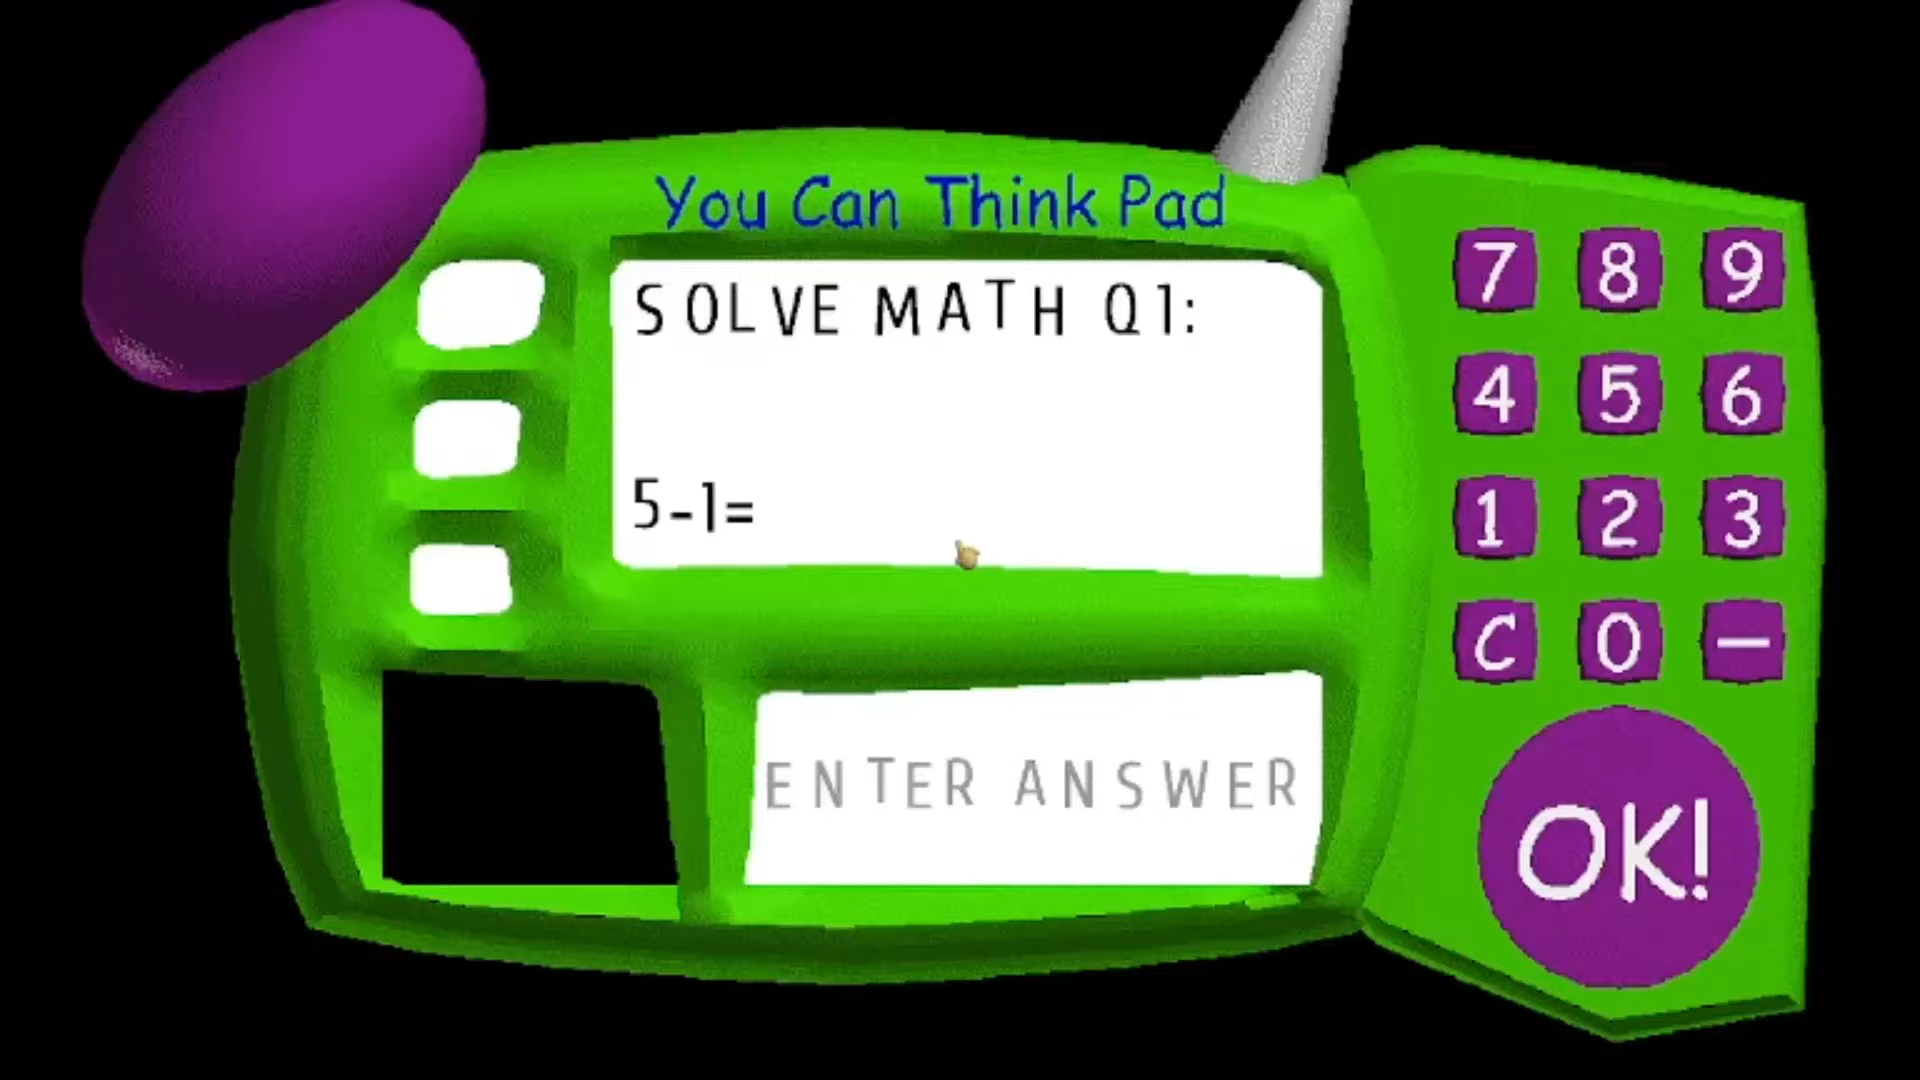 You Can Think Pad
SOLVE MATH Q1:
5-1=
ENTER ANSWER
7 8 9
4 5 6
1 2 3
C 0 -
OK!